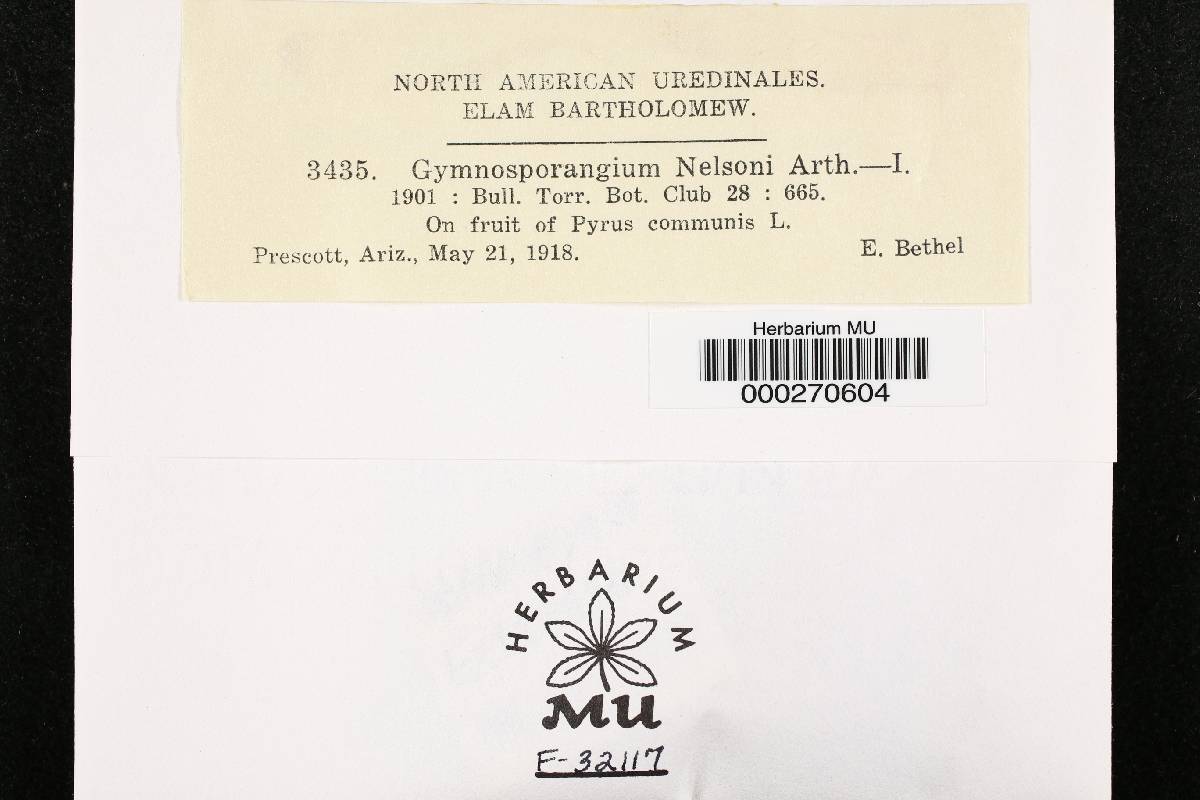 NORTH AMERICAN UREDINALES.
ELAM BARTHOLOMEW.
3435. Gymnosporangium Nelsoni Arth.—I.
1901 : Bull. Torr. Bot. Club 28 : 665.
On fruit of Pyrus communis L.
Prescott, Ariz., May 21, 1918. E. Bethel
Herbarium MU
000270604
HERBARIUM
MU
F-32117